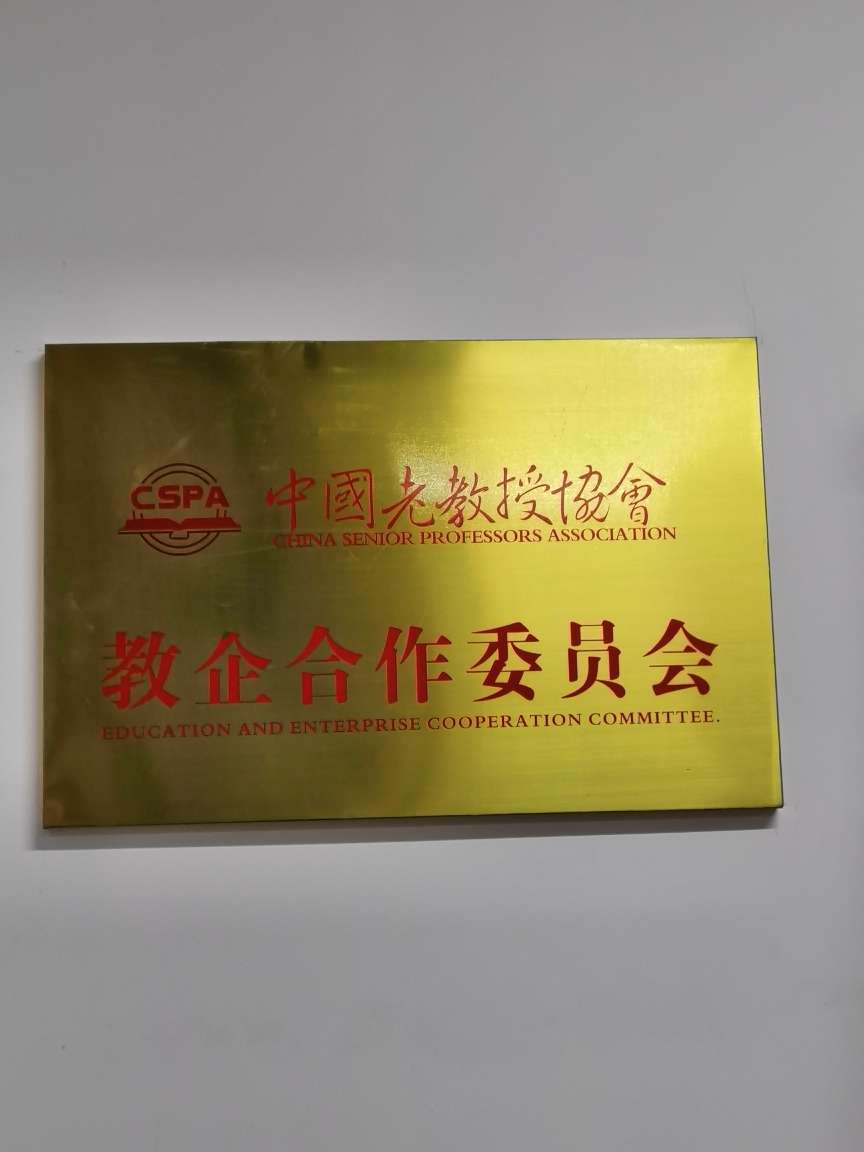 CSPA
中國老教授協會
CHINA SENIOR PROFESSORS ASSOCIATION
教企合作委员会
EDUCATION AND ENTERPRISE COOPERATION COMMITTEE.